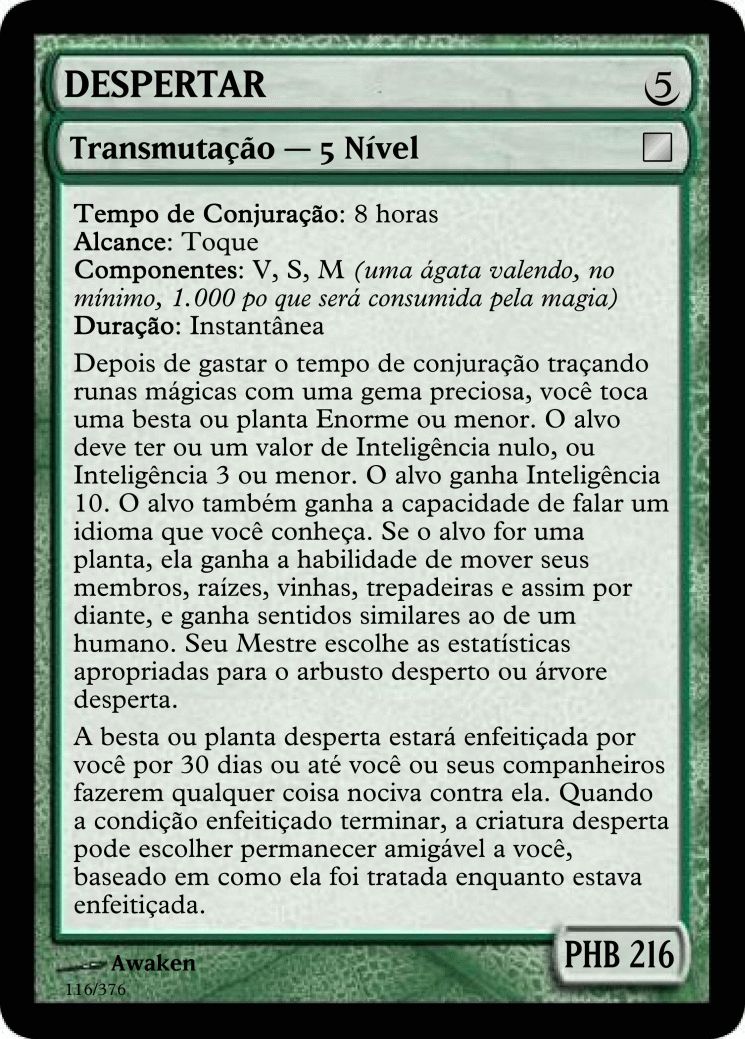 DESPERTAR
5
Transmutação — 5 Nível
Tempo de Conjuração: 8 horas
Alcance: Toque
Componentes: V, S, M (uma ágata valendo, no
mínimo, 1.000 po que será consumida pela magia)
Duração: Instantânea
Depois de gastar o tempo de conjuração traçando
runas mágicas com uma gema preciosa, você toca
uma besta ou planta Enorme ou menor. O alvo
deve ter ou um valor de Inteligência nulo, ou
Inteligência 3 ou menor. O alvo ganha Inteligência
10. O alvo também ganha a capacidade de falar um
idioma que você conheça. Se o alvo for uma
planta, ela ganha a habilidade de mover seus
membros, raízes, vinhas, trepadeiras e assim por
diante, e ganha sentidos similares ao de um
humano. Seu Mestre escolhe as estatísticas
apropriadas para o arbusto desperto ou árvore
desperta.
A besta ou planta desperta estará enfeitiçada por
você por 30 dias ou até você ou seus companheiros
fazerem qualquer coisa nociva contra ela. Quando
a condição enfeitiçado terminar, a criatura desperta
pode escolher permanecer amigável a você,
baseado em como ela foi tratada enquanto estava
enfeitiçada.
PHB 216
Awaken
116/376